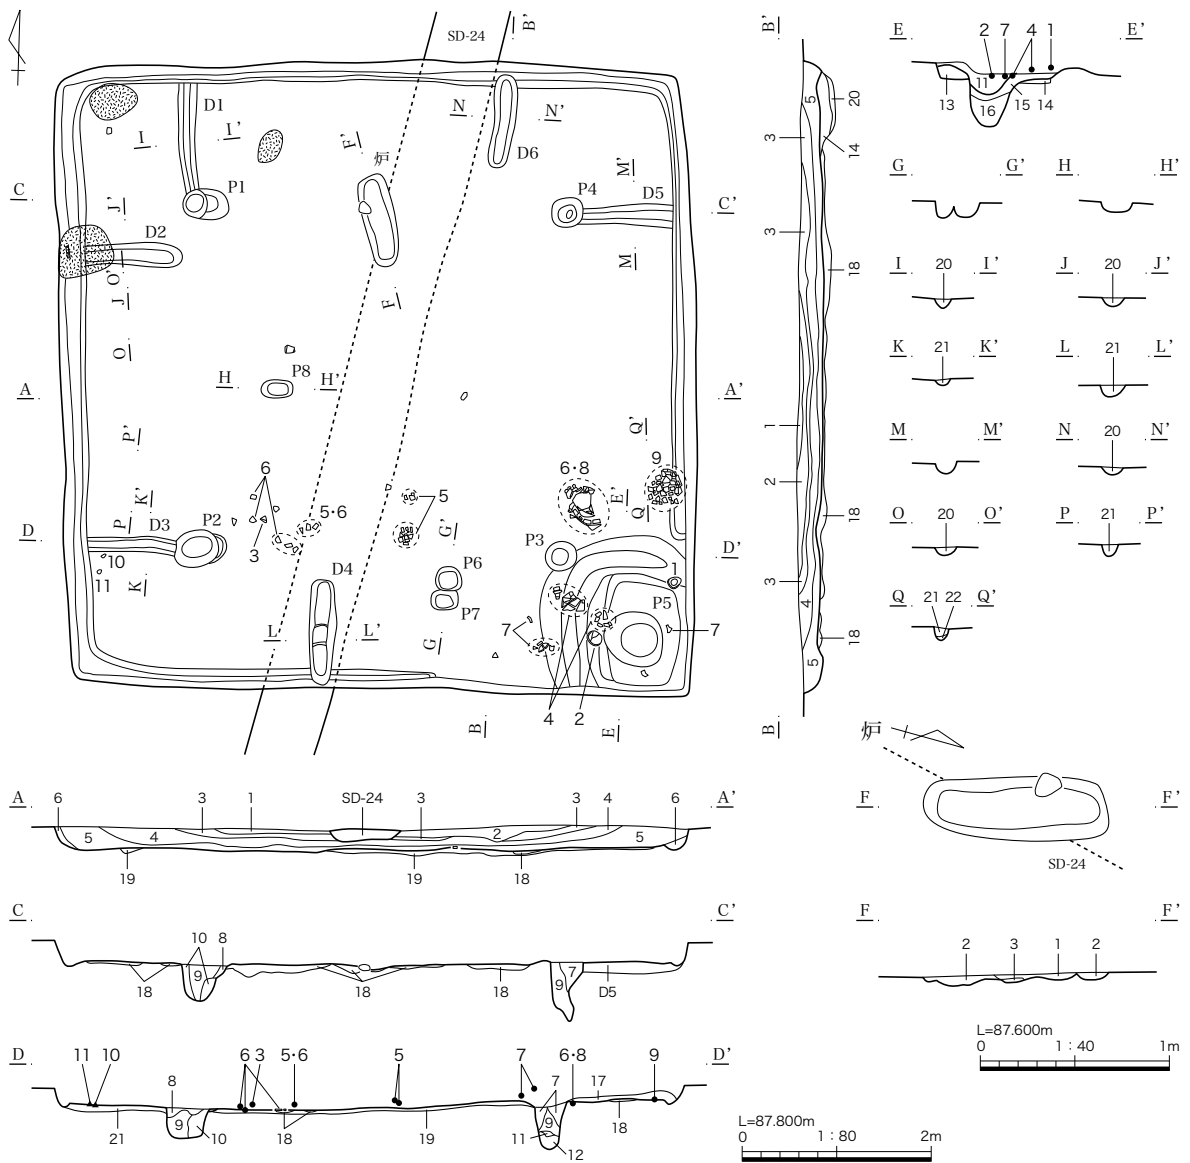 SD-24
B'
D1
N
N'
I
I'
F'
D6
炉
P1
M'
P4
D5
C
J'
C'
D2
O'
J
M
F
O
H
P8
H'
A
A'
P'
Q'
6
6・8
9
K'
5
P
5・6
E'
Q
D
D3
P2
G'
3
P3
D'
10
11
K
D4
P6
1
P7
P5
L
L'
7
7
G
4
2
B
E
B'
5
20
3
14
3
18
1
2
18
3
4
18
5
B
E
2
7
4
1
E'
11
13
16
15
14
G
G'
H
H'
I
20
I'
J
20
J'
K
21
K'
L
21
L'
M
M'
N
20
N'
O
20
O'
P
21
P'
Q
21
22
Q'
炉
F
F'
SD-24
A
6
3
1
SD-24
3
3
4
6
A'
5
4
2
5
19
19
18
C
C'
10
8
9
7
9
18
18
18
D5
F
F'
2
3
1
2
L=87.600m
0
1：40
1m
D
11
10
6
3
5・6
5
7
6・8
9
D'
8
7
17
9
9
21
10
18
19
11
12
18
L=87.800m
0
1：80
2m